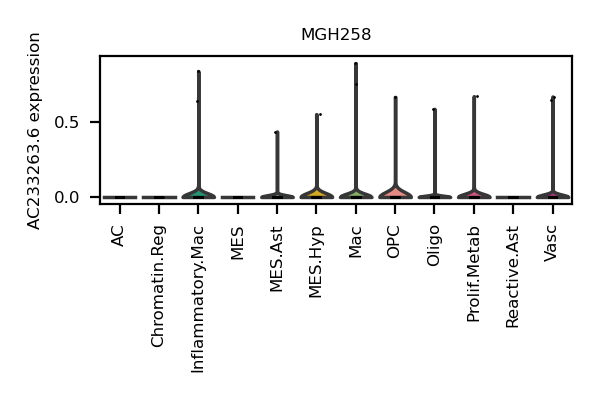 MGH258
AC233263.6 expression
0.5
0.0
AC
Chromatin.Reg
Inflammatory.Mac
MES
MES.Ast
MES.Hyp
Mac
OPC
Oligo
Prolif.Metab
Reactive.Ast
Vasc